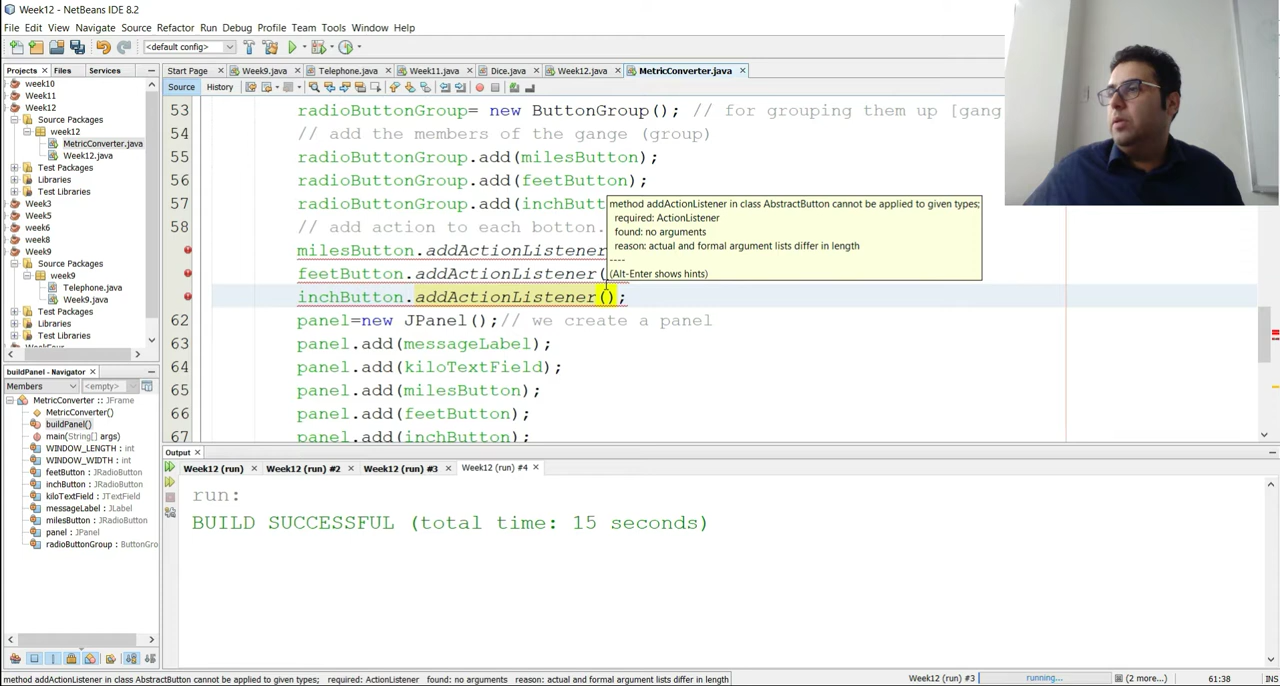 Week12 - NetBeans IDE 8.2
File Edit View Navigate Source Refactor Run Debug Profile Team Tools Window Help
<default config>
Projects Files Services
Start Page Week9.java Telephone.java Week11.java Dice.java Week12.java MetricConverter.java
Source History
week10
Week11
Week12
Source Packages
week12
MetricConverter.java
Week12.java
Test Packages
Libraries
Test Libraries
Week3
Week5
week6
week8
Week9
Source Packages
week9
Telephone.java
Week9.java
Test Packages
Libraries
Test Libraries
53 radioButtonGroup= new ButtonGroup(); // for grouping them up [gang
54 // add the members of the gange (group)
55 radioButtonGroup.add(milesButton);
56 radioButtonGroup.add(feetButton);
57 radioButtonGroup.add(inchButt
58 // add action to each botton.
milesButton.addActionListener
feetButton.addActionListener(
inchButton.addActionListener();
62 panel=new JPanel();// we create a panel
63 panel.add(messageLabel);
64 panel.add(kiloTextField);
65 panel.add(milesButton);
66 panel.add(feetButton);
67 panel.add(inchButton);
method addActionListener in class AbstractButton cannot be applied to given types;
required: ActionListener
found: no arguments
reason: actual and formal argument lists differ in length
----
(Alt-Enter shows hints)
buildPanel - Navigator
Members <empty>
MetricConverter :: JFrame
MetricConverter()
buildPanel()
main(String[] args)
WINDOW_LENGTH : int
WINDOW_WIDTH : int
feetButton : JRadioButton
inchButton : JRadioButton
kiloTextField : JTextField
messageLabel : JLabel
milesButton : JRadioButton
panel : JPanel
radioButtonGroup : ButtonGro
Output
Week12 (run) Week12 (run) #2 Week12 (run) #3 Week12 (run) #4
run:
BUILD SUCCESSFUL (total time: 15 seconds)
method addActionListener in class AbstractButton cannot be applied to given types; required: ActionListener found: no arguments reason: actual and formal argument lists differ in length
Week12 (run) #3 running... (2 more...) 61:38 INS